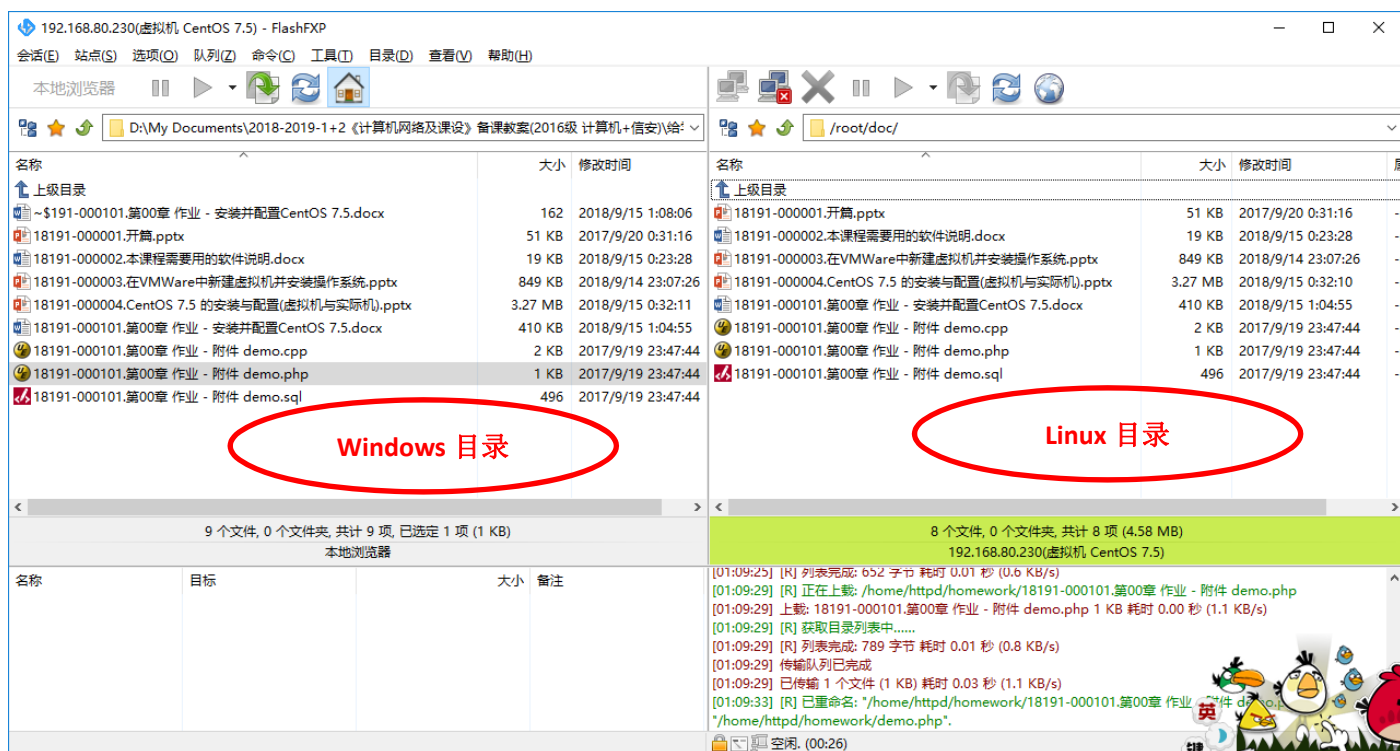 192.168.80.230(虚拟机 CentOS 7.5) - FlashFXP
会话(E) 站点(S) 选项(O) 队列(Z) 命令(C) 工具(T) 目录(D) 查看(V) 帮助(H)
本地浏览器
D:\My Documents\2018-2019-1+2《计算机网络及课设》备课教案(2016级 计算机+信安)\给
名称 大小 修改时间
上级目录
~$191-000101.第00章 作业 - 安装并配置CentOS 7.5.docx 162 2018/9/15 1:08:06
18191-000001.开篇.pptx 51 KB 2017/9/20 0:31:16
18191-000002.本课程需要用的软件说明.docx 19 KB 2018/9/15 0:23:28
18191-000003.在VMWare中新建虚拟机并安装操作系统.pptx 849 KB 2018/9/14 23:07:26
18191-000004.CentOS 7.5 的安装与配置(虚拟机与实际机).pptx 3.27 MB 2018/9/15 0:32:11
18191-000101.第00章 作业 - 安装并配置CentOS 7.5.docx 410 KB 2018/9/15 1:04:55
18191-000101.第00章 作业 - 附件 demo.cpp 2 KB 2017/9/19 23:47:44
18191-000101.第00章 作业 - 附件 demo.php 1 KB 2017/9/19 23:47:44
18191-000101.第00章 作业 - 附件 demo.sql 496 2017/9/19 23:47:44
Windows 目录
9 个文件, 0 个文件夹, 共计 9 项, 已选定 1 项 (1 KB)
本地浏览器
名称 目标 大小 备注
/root/doc/
名称 大小 修改时间
上级目录
18191-000001.开篇.pptx 51 KB 2017/9/20 0:31:16
18191-000002.本课程需要用的软件说明.docx 19 KB 2018/9/15 0:23:28
18191-000003.在VMWare中新建虚拟机并安装操作系统.pptx 849 KB 2018/9/14 23:07:26
18191-000004.CentOS 7.5 的安装与配置(虚拟机与实际机).pptx 3.27 MB 2018/9/15 0:32:10
18191-000101.第00章 作业 - 安装并配置CentOS 7.5.docx 410 KB 2018/9/15 1:04:55
18191-000101.第00章 作业 - 附件 demo.cpp 2 KB 2017/9/19 23:47:44
18191-000101.第00章 作业 - 附件 demo.php 1 KB 2017/9/19 23:47:44
18191-000101.第00章 作业 - 附件 demo.sql 496 2017/9/19 23:47:44
Linux 目录
8 个文件, 0 个文件夹, 共计 8 项 (4.58 MB)
192.168.80.230(虚拟机 CentOS 7.5)
[01:09:25] [R] 列表完成: 652 字节 耗时 0.01 秒 (0.6 KB/s)
[01:09:29] [R] 正在上载: /home/httpd/homework/18191-000101.第00章 作业 - 附件 demo.php
[01:09:29] 上载: 18191-000101.第00章 作业 - 附件 demo.php 1 KB 耗时 0.00 秒 (1.1 KB/s)
[01:09:29] [R] 获取目录列表中......
[01:09:29] [R] 列表完成: 789 字节 耗时 0.01 秒 (0.8 KB/s)
[01:09:29] 传输队列已完成
[01:09:29] 已传输 1 个文件 (1 KB) 耗时 0.03 秒 (1.1 KB/s)
[01:09:33] [R] 已重命名: "/home/httpd/homework/18191-000101.第00章 作业
"/home/httpd/homework/demo.php".
英
空闲. (00:26)